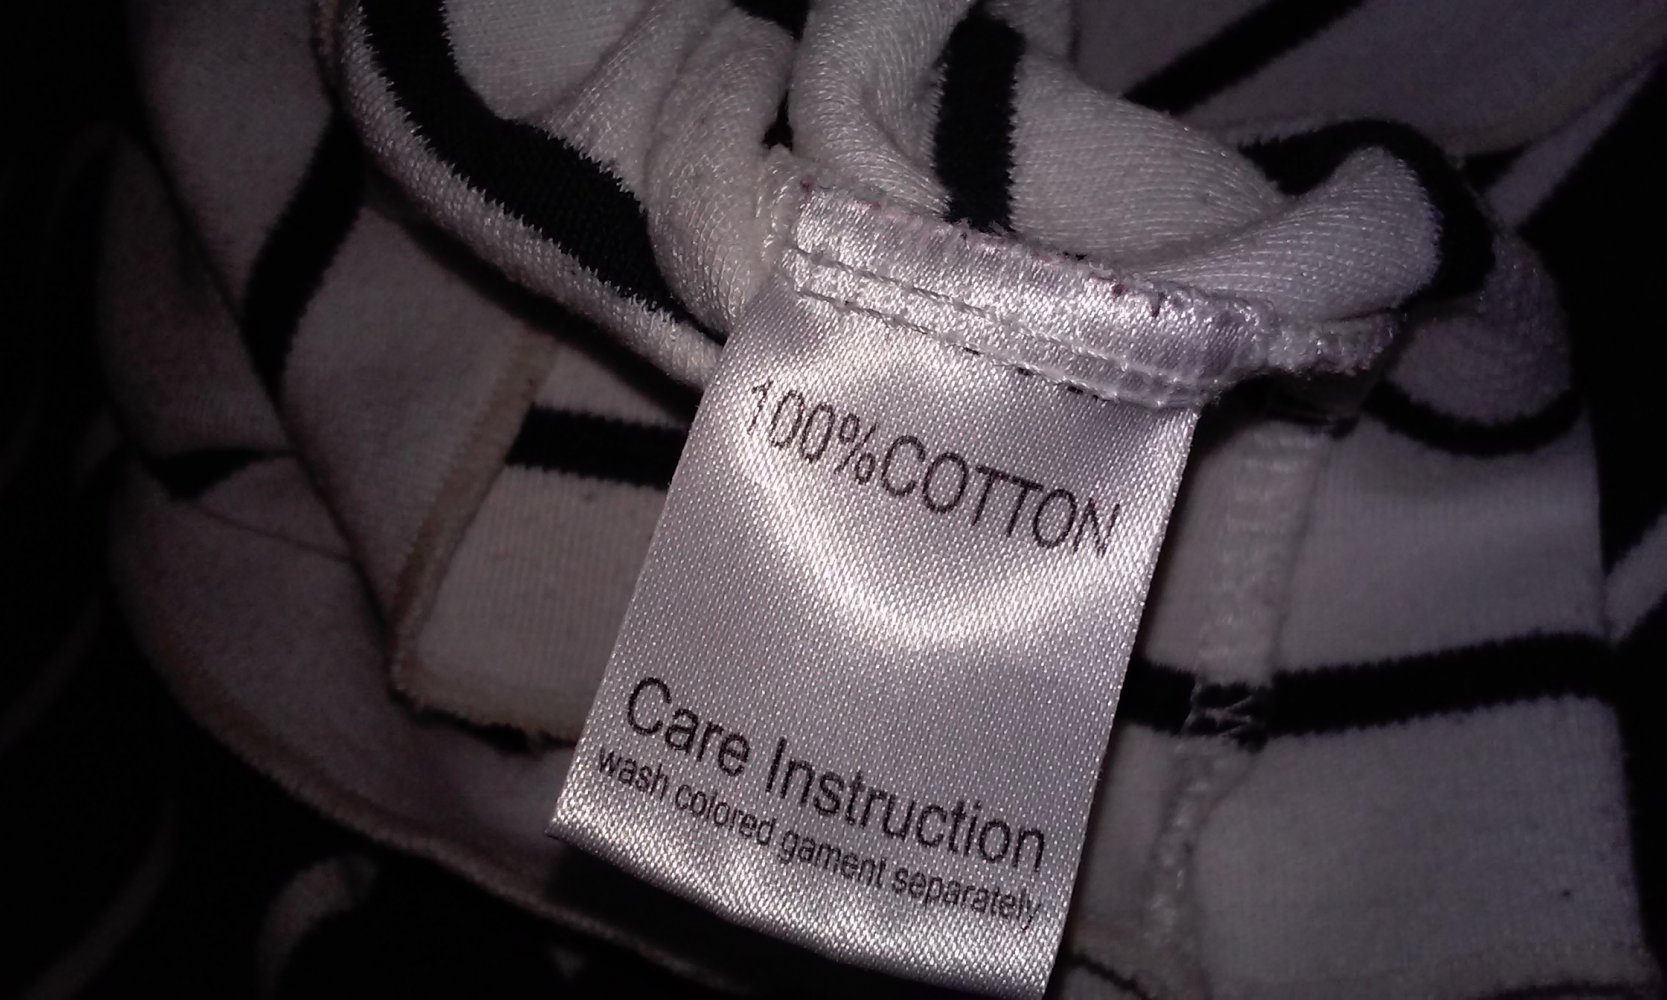 100%COTTON
Care Instruction
wash colored gament separately